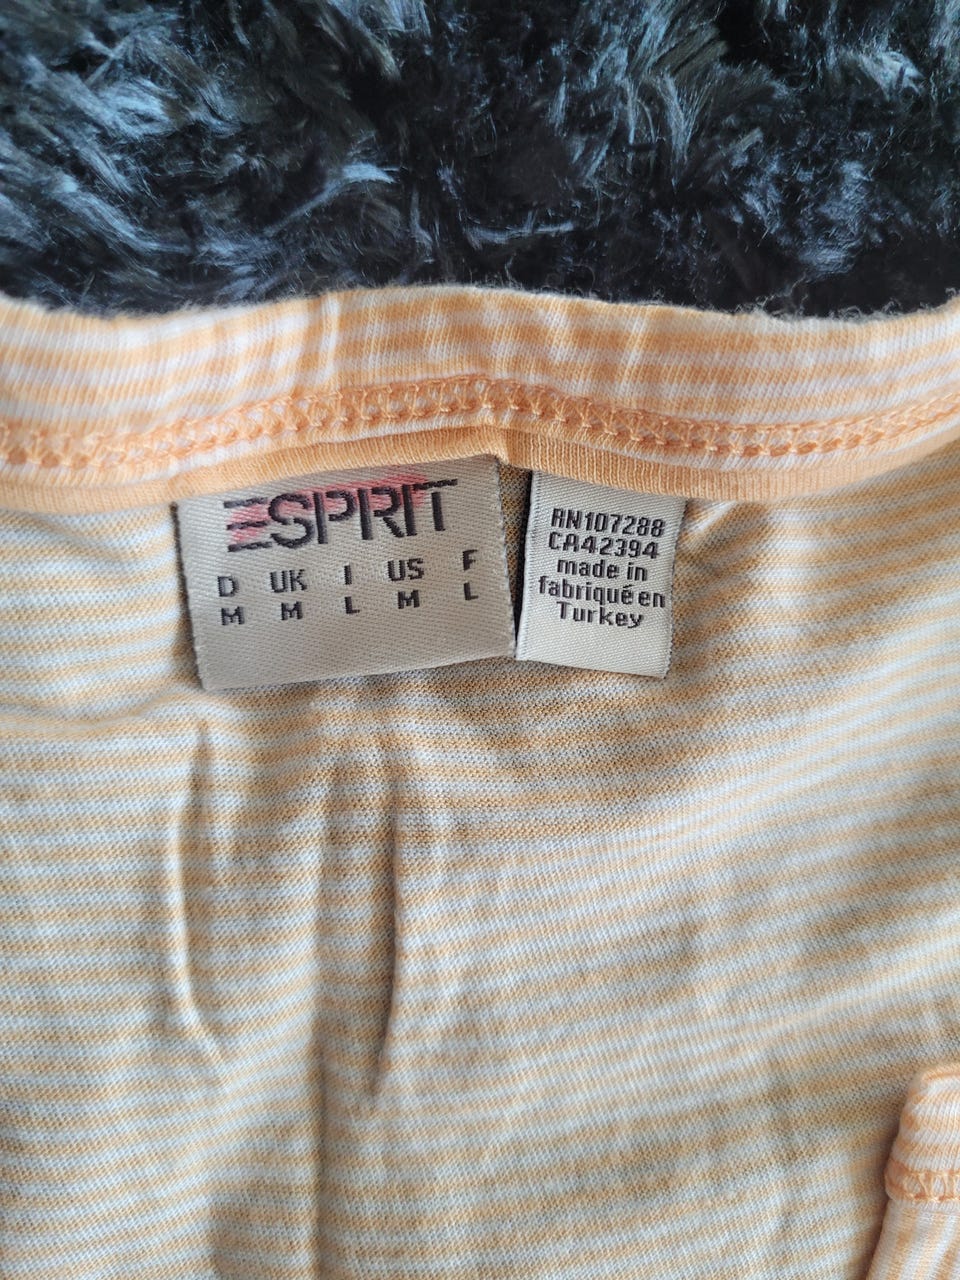 ESPRIT
D UK I US F
M M L M L
RN107288
CA42394
made in
fabriqué en
Turkey